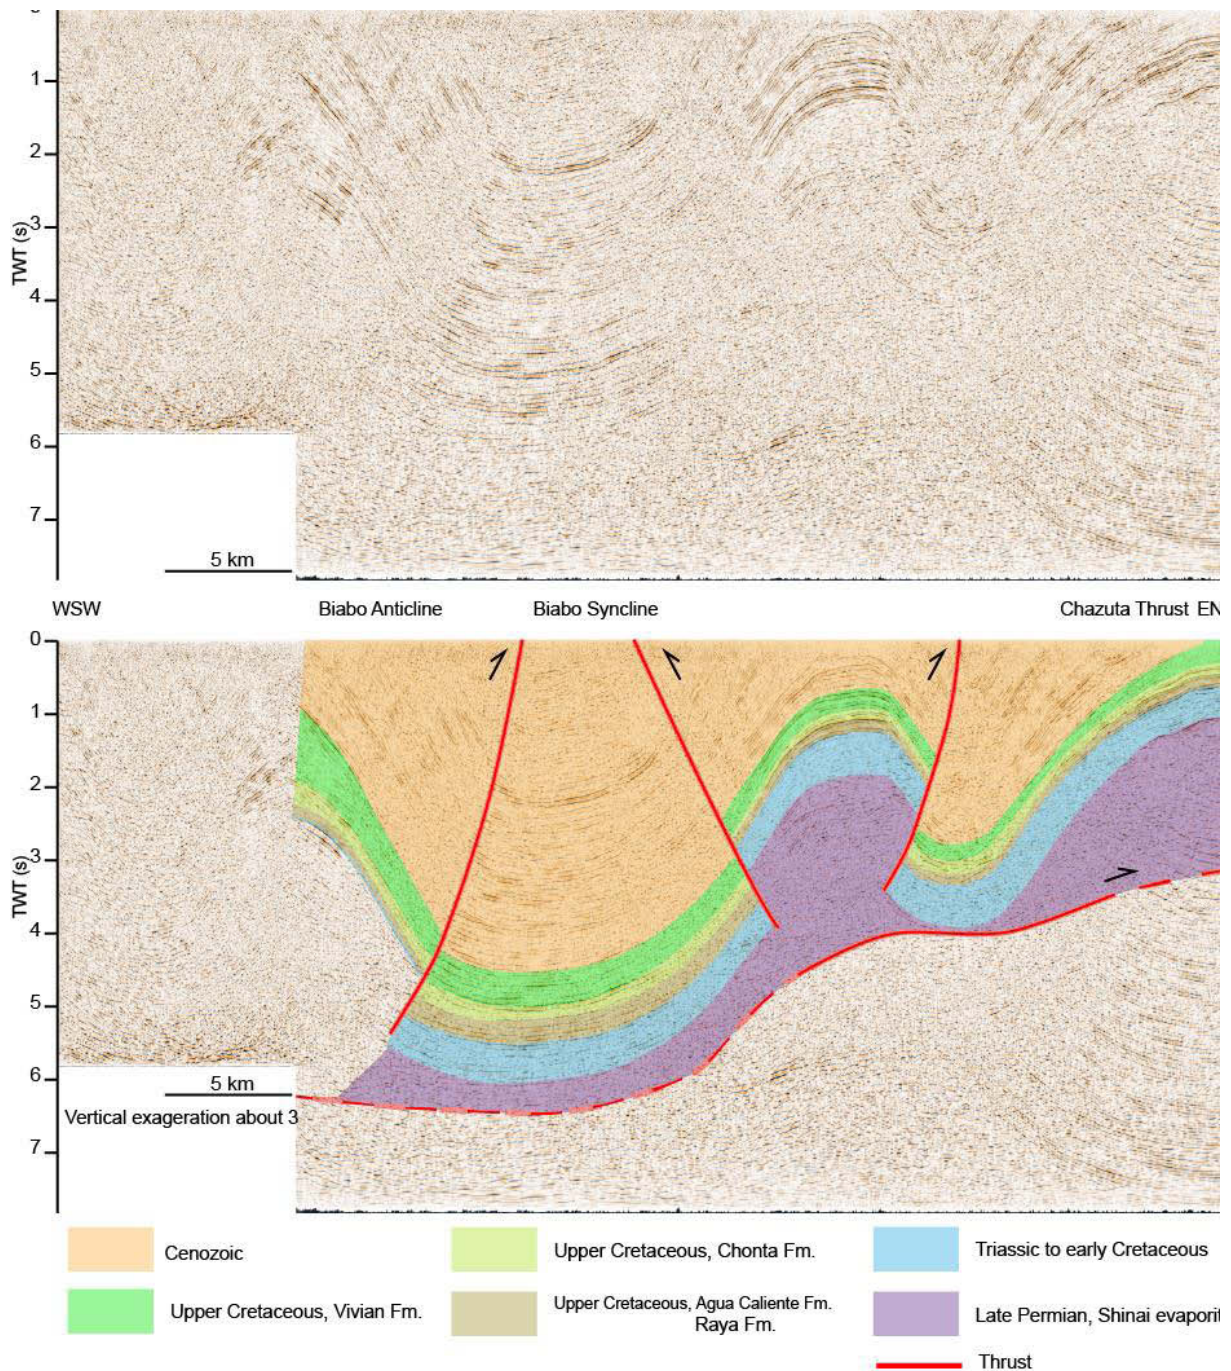 1
2
3
4
5
6
7
TWT (s)
5 km
WSW
Biabo Anticline
Biabo Syncline
Chazuta Thrust EN
0
1
2
3
4
5
6
7
TWT (s)
5 km
Vertical exageration about 3
Cenozoic
Upper Cretaceous, Chonta Fm.
Triassic to early Cretaceous
Upper Cretaceous, Vivian Fm.
Upper Cretaceous, Agua Caliente Fm.
Raya Fm.
Late Permian, Shinai evaporit
Thrust